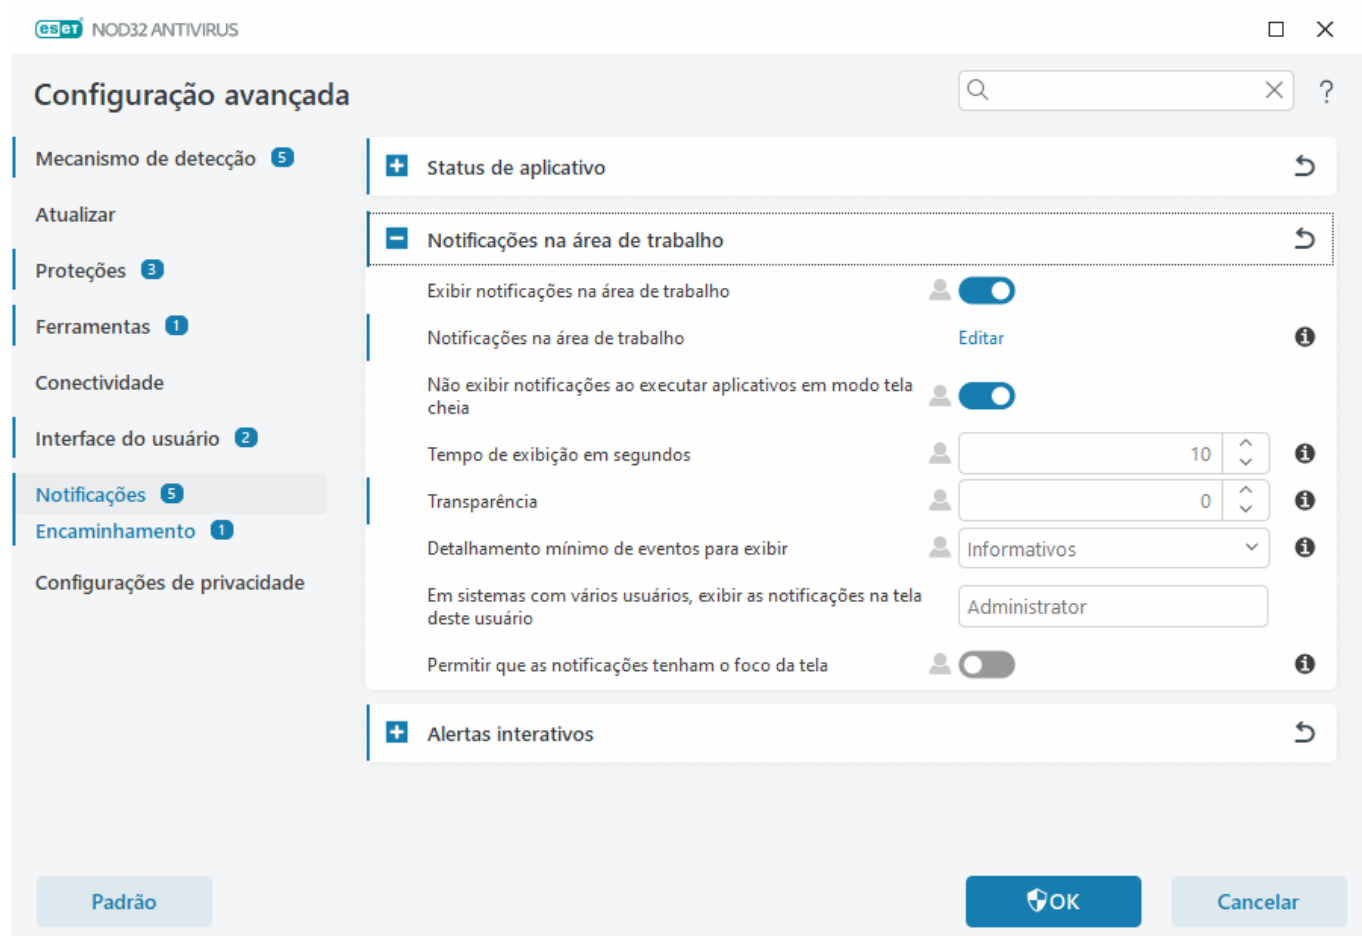 eset NOD32 ANTIVIRUS
Configuração avançada
?
Mecanismo de detecção 5
Atualizar
Proteções 3
Ferramentas 1
Conectividade
Interface do usuário 2
Notificações 5
Encaminhamento 1
Configurações de privacidade
Status de aplicativo
Notificações na área de trabalho
Exibir notificações na área de trabalho
Notificações na área de trabalho Editar
Não exibir notificações ao executar aplicativos em modo tela
cheia
Tempo de exibição em segundos 10
Transparência 0
Detalhamento mínimo de eventos para exibir Informativos
Em sistemas com vários usuários, exibir as notificações na tela
deste usuário
Administrator
Permitir que as notificações tenham o foco da tela
Alertas interativos
Padrão
OK
Cancelar